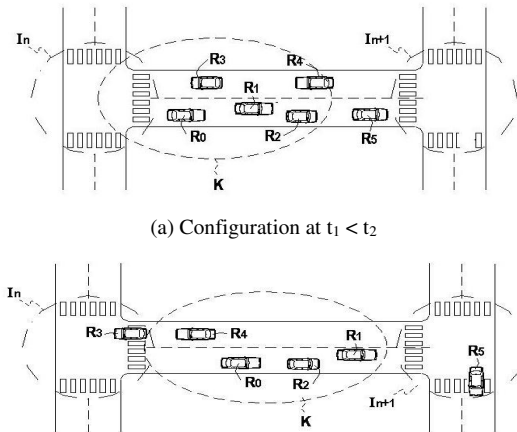 In In+1
R3 R4
R1
R0 R2 R5
K
(a) Configuration at t1 < t2
In
R3 R4 R1 R5
R0 R2
In+1
K